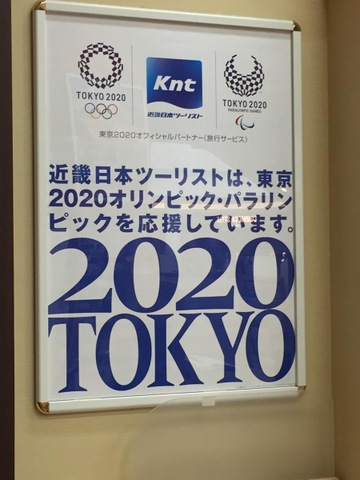 TOKYO 2020
Knt
近畿日本ツーリスト
TOKYO 2020
PARALYMPIC GAMES
東京2020オフィシャルパートナー(旅行サービス)
近畿日本ツーリストは、東京
2020オリンピック・パラリン
ピックを応援しています。
2020
TOKYO